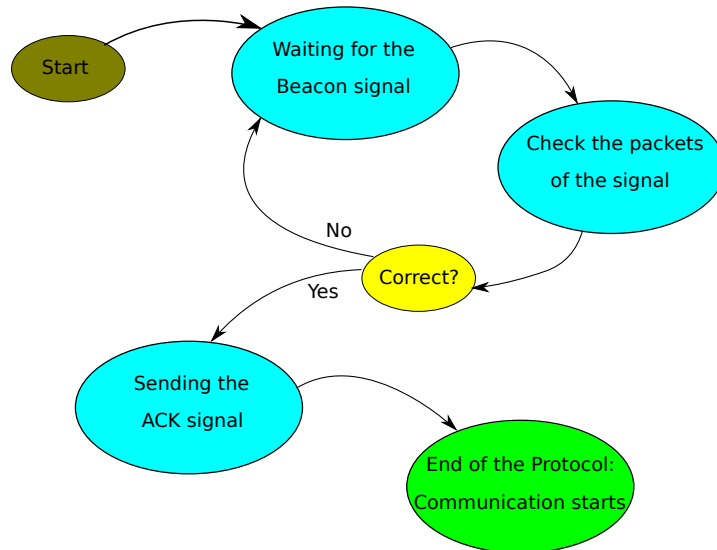 Start
Waiting for the
Beacon signal
Check the packets
of the signal
No
Correct?
Yes
Sending the
ACK signal
End of the Protocol:
Communication starts